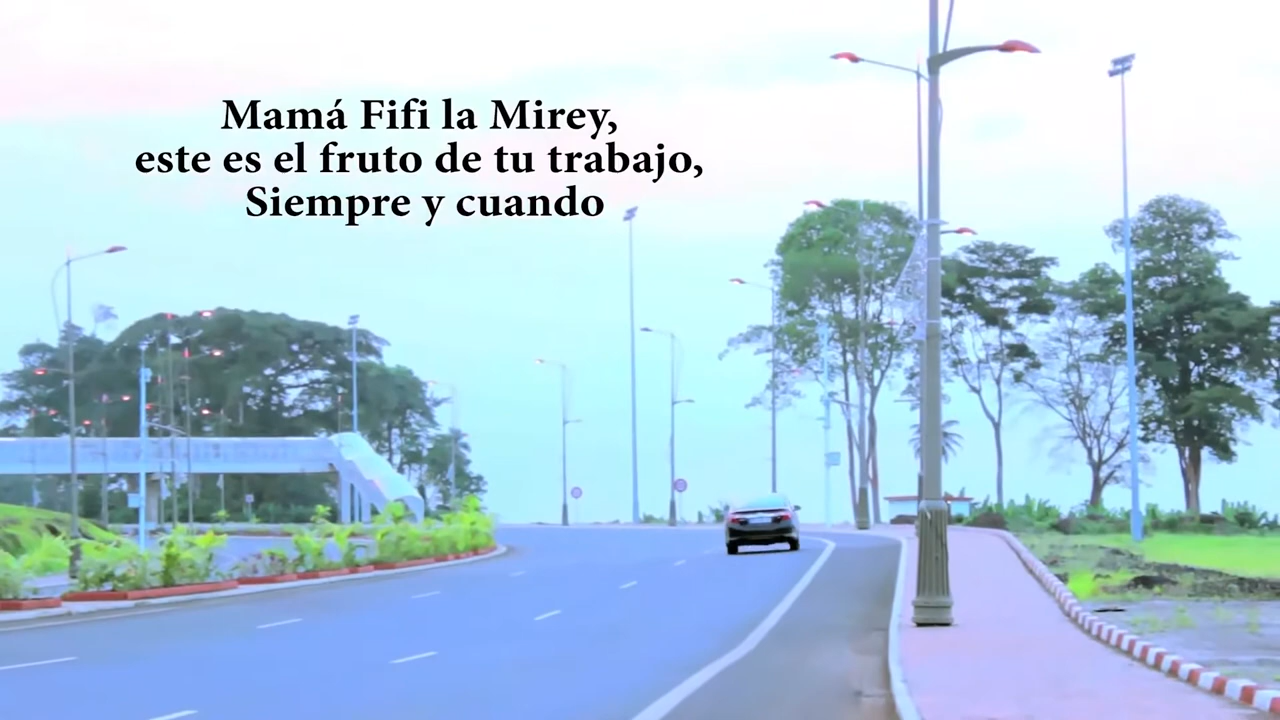 Mamá Fifi la Mirey,
este es el fruto de tu trabajo,
Siempre y cuando